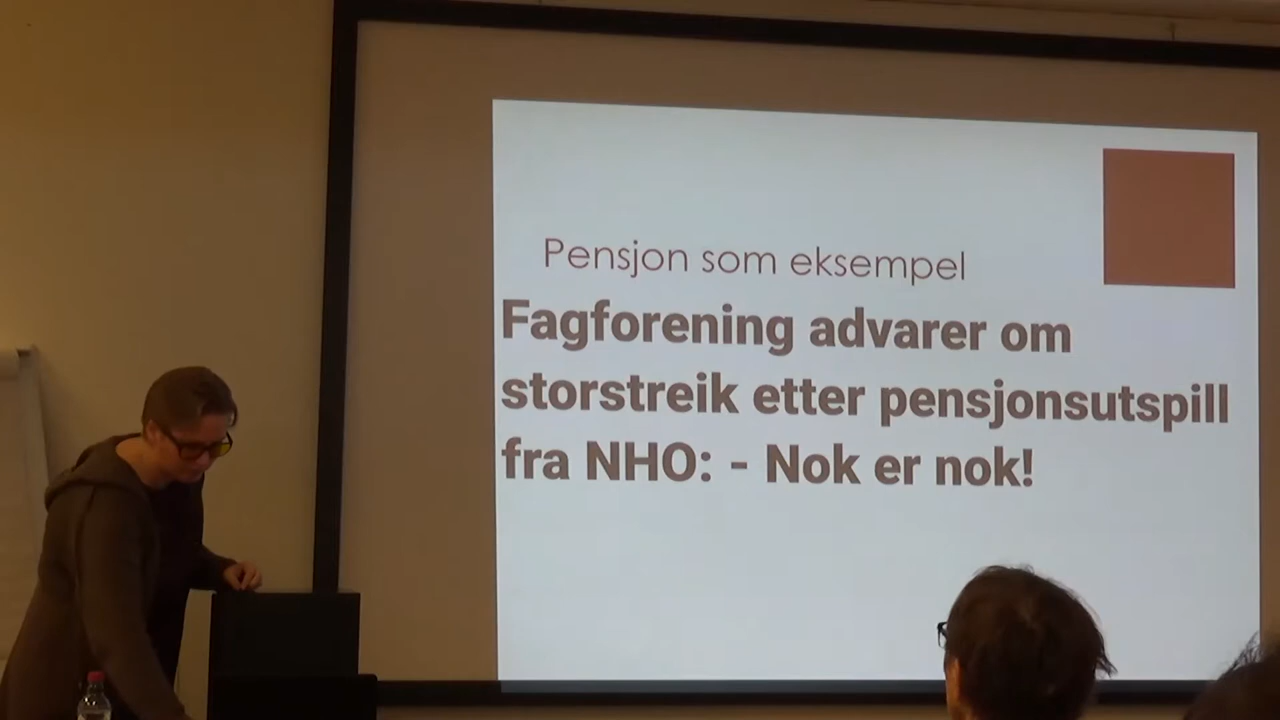 Pensjon som eksempel
Fagforening advarer om
storstreik etter pensjonsutspill
fra NHO: - Nok er nok!